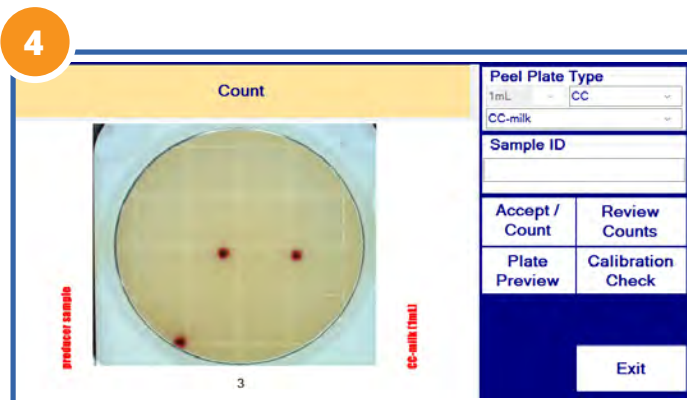 4
Count
producer sample
CC-milk (1mL)
3
Peel Plate Type
1mL CC
CC-milk
Sample ID
Accept / Count
Review Counts
Plate Preview
Calibration Check
Exit